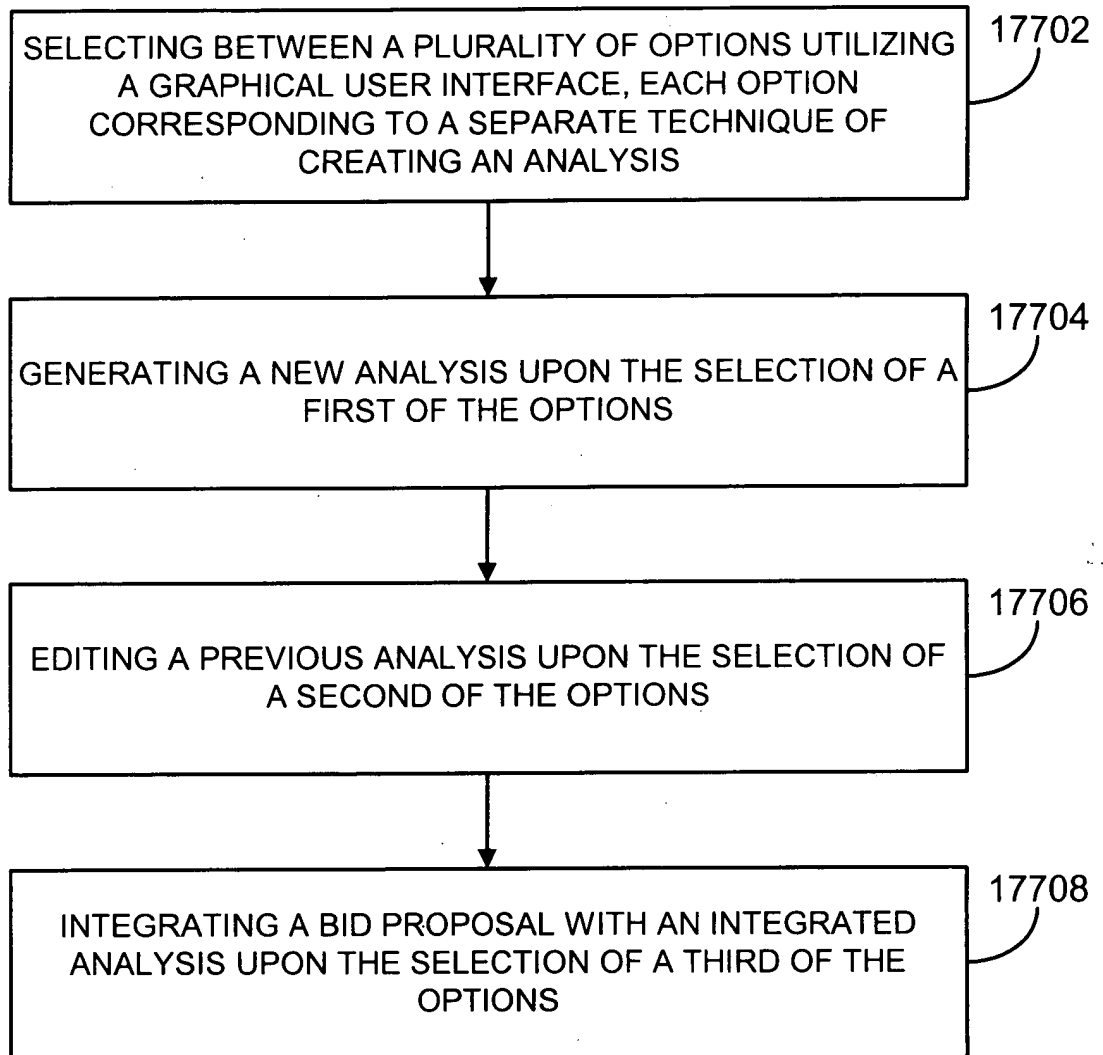 SELECTING BETWEEN A PLURALITY OF OPTIONS UTILIZING
A GRAPHICAL USER INTERFACE, EACH OPTION
CORRESPONDING TO A SEPARATE TECHNIQUE OF
CREATING AN ANALYSIS
17702
GENERATING A NEW ANALYSIS UPON THE SELECTION OF A
FIRST OF THE OPTIONS
17704
EDITING A PREVIOUS ANALYSIS UPON THE SELECTION OF
A SECOND OF THE OPTIONS
17706
INTEGRATING A BID PROPOSAL WITH AN INTEGRATED
ANALYSIS UPON THE SELECTION OF A THIRD OF THE
OPTIONS
17708